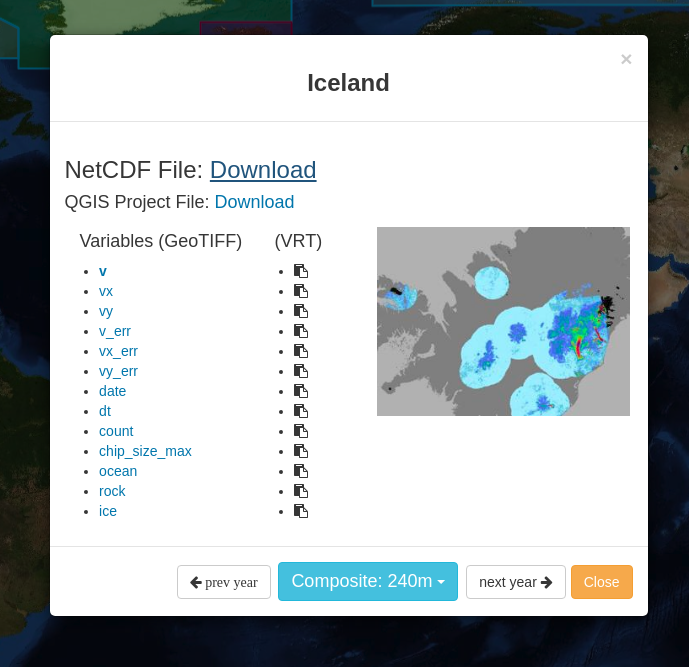 ×
Iceland
NetCDF File: Download
QGIS Project File: Download
Variables (GeoTIFF) (VRT)
v
vx
vy
v_err
vx_err
vy_err
date
dt
count
chip_size_max
ocean
rock
ice
prev year Composite: 240m next year Close